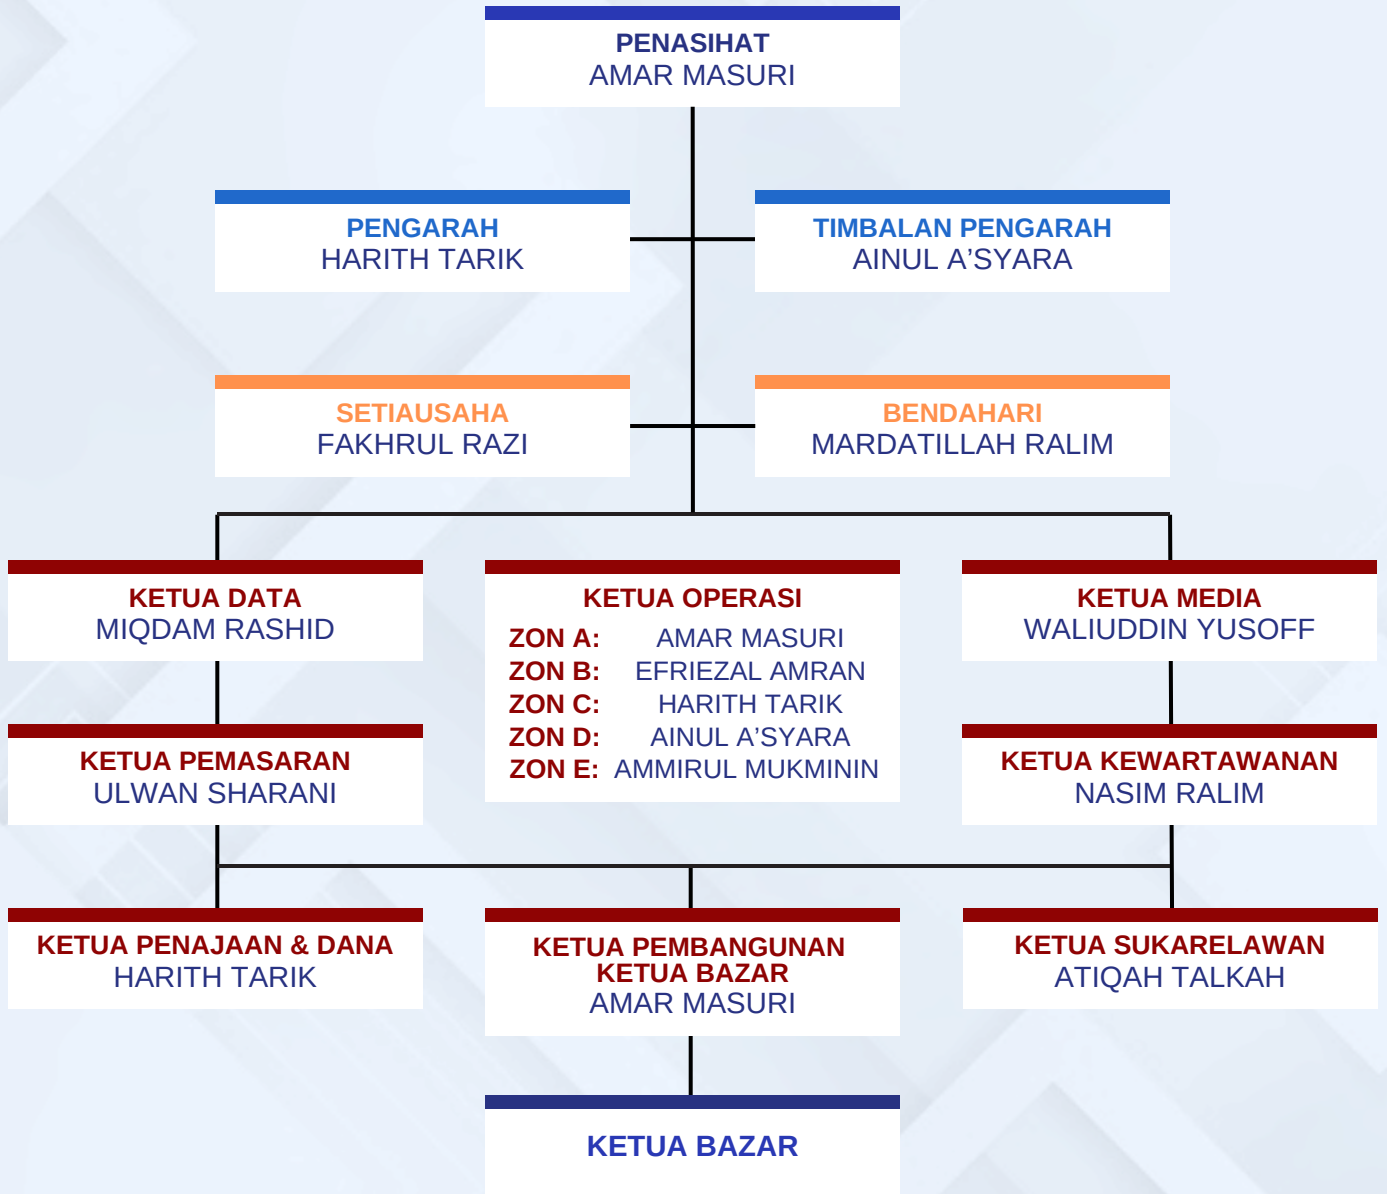 PENASIHAT
AMAR MASURI
PENGARAH
HARITH TARIK
TIMBALAN PENGARAH
AINUL A’SYARA
SETIAUSAHA
FAKHRUL RAZI
BENDAHARI
MARDATILLAH RALIM
KETUA DATA
MIQDAM RASHID
KETUA OPERASI
ZON A: AMAR MASURI
ZON B: EFRIEZAL AMRAN
ZON C: HARITH TARIK
ZON D: AINUL A'SYARA
ZON E: AMMIRUL MUKMININ
KETUA MEDIA
WALIUDDIN YUSOFF
KETUA PEMASARAN
ULWAN SHARANI
KETUA KEWARTAWANAN
NASIM RALIM
KETUA PENAJAAN & DANA
HARITH TARIK
KETUA PEMBANGUNAN
KETUA BAZAR
AMAR MASURI
KETUA SUKARELAWAN
ATIQAH TALKAH
KETUA BAZAR